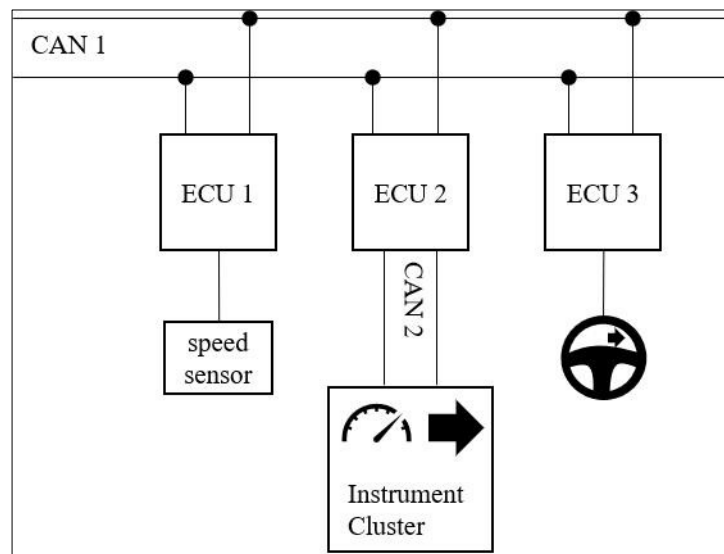 CAN 1
ECU 1
ECU 2
ECU 3
CAN 2
speed
sensor
Instrument
Cluster